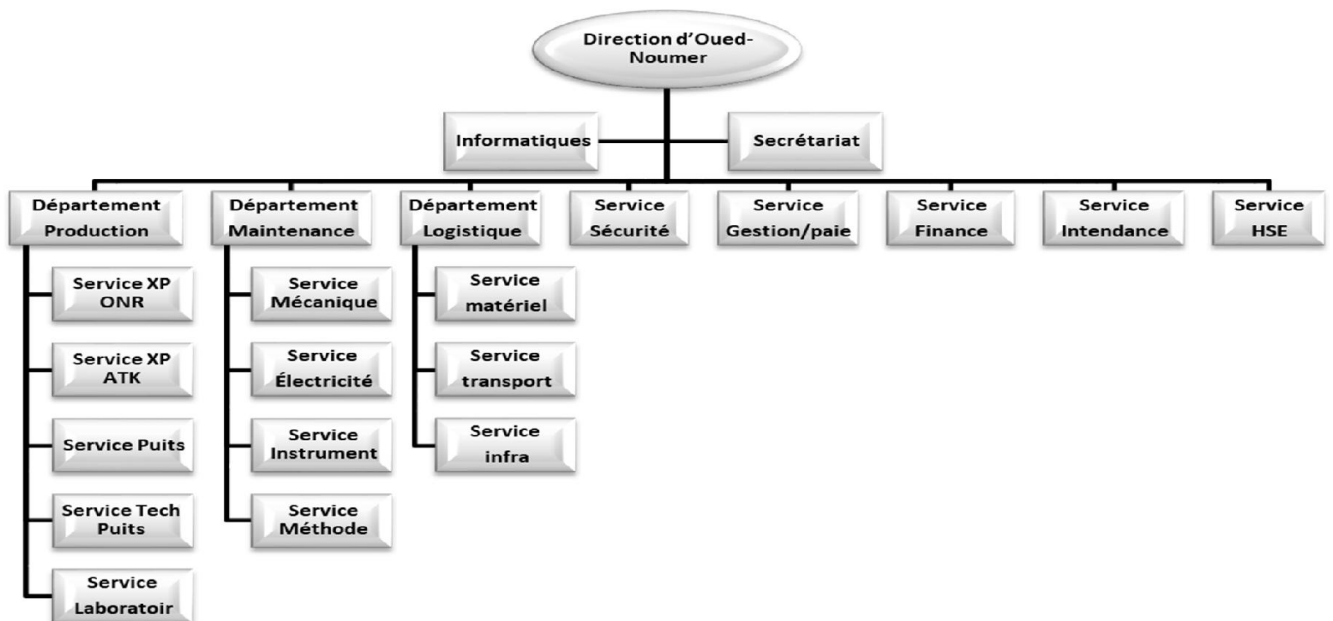 Direction d'Oued-
Noumer
Informatiques
Secrétariat
Département
Production
Département
Maintenance
Département
Logistique
Service
Sécurité
Service
Gestion/paie
Service
Finance
Service
Intendance
Service
HSE
Service XP
ONR
Service XP
ATK
Service Puits
Service Tech
Puits
Service
Laboratoir
Service
Mécanique
Service
Électricité
Service
Instrument
Service
Méthode
Service
matériel
Service
transport
Service
infra